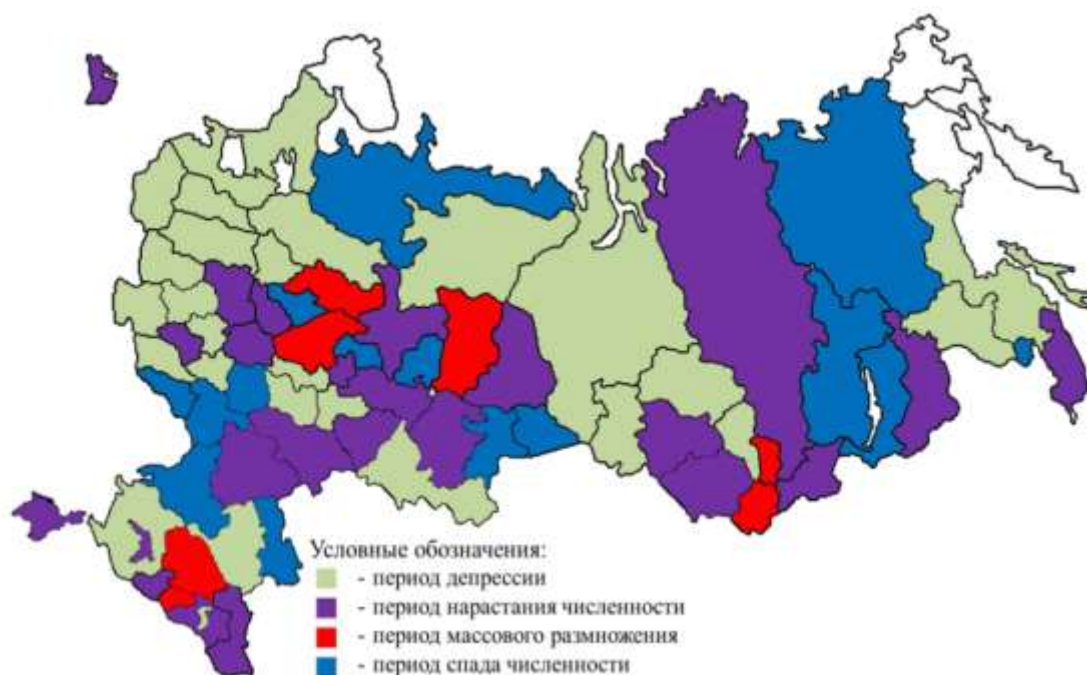 Условные обозначения:
- период депрессии
- период нарастания численности
- период массового размножения
- период спада численности